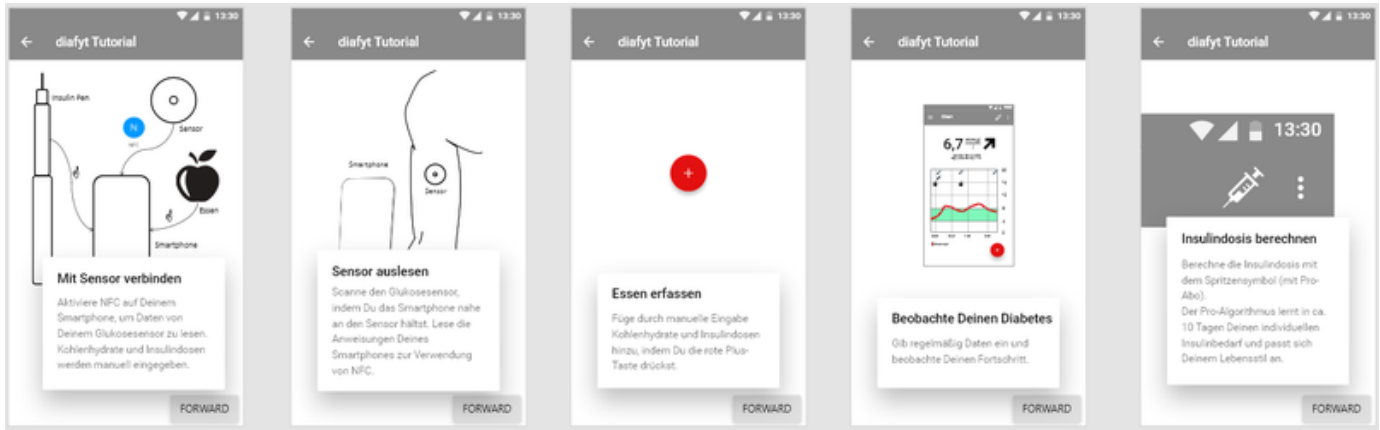 13:30
diafyt Tutorial
Insulin Pen
N
NFC
Sensor
Essen
Smartphone
Mit Sensor verbinden
Aktiviere NFC auf Deinem
Smartphone, um Daten von
Deinem Glukosesensor zu lesen.
Kohlenhydrate und Insulindosen
werden manuell eingegeben.
FORWARD
13:30
diafyt Tutorial
Smartphone
Sensor
Sensor auslesen
Scanne den Glukosesensor,
indem Du das Smartphone nahe
an den Sensor hältst. Lese die
Anweisungen Deines
Smartphones zur Verwendung
von NFC.
FORWARD
13:30
diafyt Tutorial
+
Essen erfassen
Füge durch manuelle Eingabe
Kohlenhydrate und Insulindosen
hinzu, indem Du die rote Plus-
Taste drückst.
FORWARD
13:30
diafyt Tutorial
6,7
+
Beobachte Deinen Diabetes
Gib regelmäßig Daten ein und
beobachte Deinen Fortschritt.
FORWARD
13:30
diafyt Tutorial
13:30
Insulindosis berechnen
Berechne die Insulindosis mit
dem Spritzensymbol (mit Pro-
Abo).
Der Pro-Algorithmus lernt in ca.
10 Tagen Deinen individuellen
Insulinbedarf und passt sich
Deinem Lebensstil an.
FORWARD